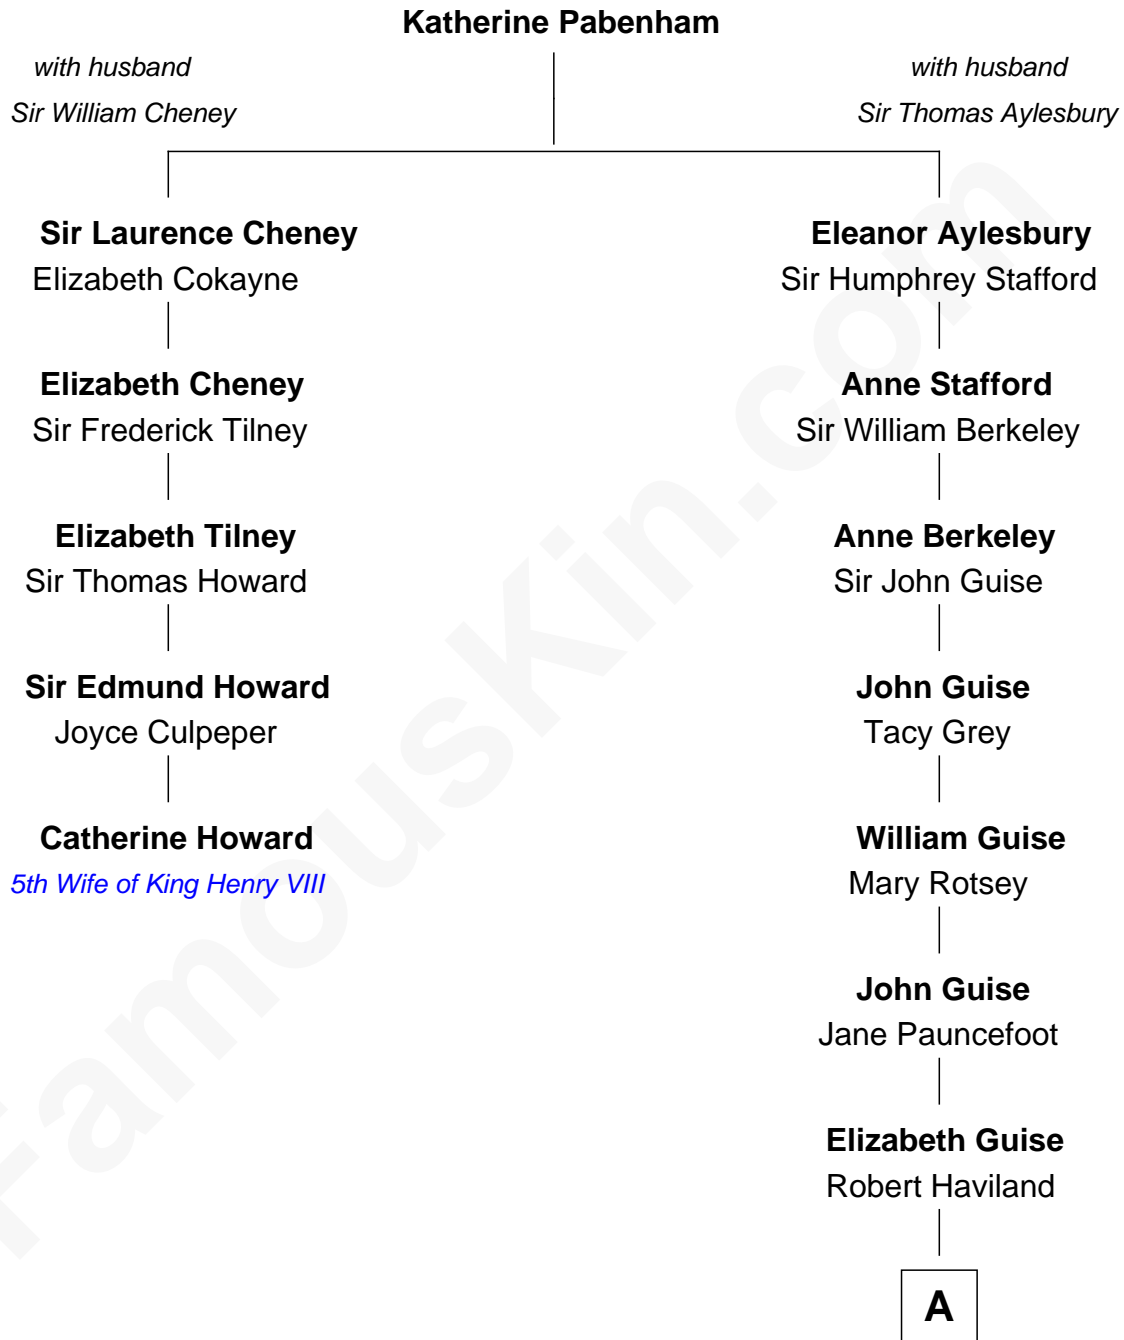 Katherine Pabenham
with husband
Sir William Cheney
with husband
Sir Thomas Aylesbury
Sir Laurence Cheney
Elizabeth Cokayne
Elizabeth Cheney
Sir Frederick Tilney
Elizabeth Tilney
Sir Thomas Howard
Sir Edmund Howard
Joyce Culpeper
Catherine Howard
5th Wife of King Henry VIII
Eleanor Aylesbury
Sir Humphrey Stafford
Anne Stafford
Sir William Berkeley
Anne Berkeley
Sir John Guise
John Guise
Tacy Grey
William Guise
Mary Rotsey
John Guise
Jane Pauncefoot
Elizabeth Guise
Robert Haviland
A
FamousKin.com